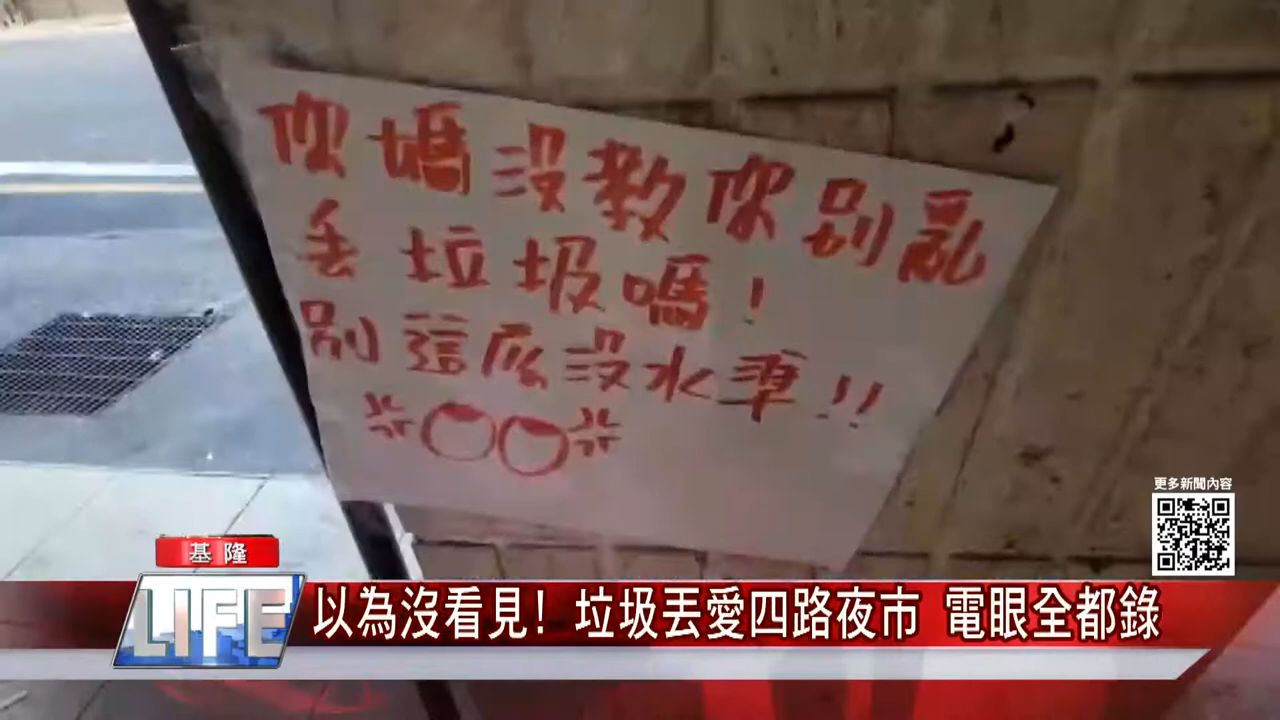 你媽沒教你別亂
丟垃圾嗎!
別這麼沒水準!!
更多新聞內容
基隆
LIFE
以為沒看見! 垃圾丟愛四路夜市 電眼全都錄